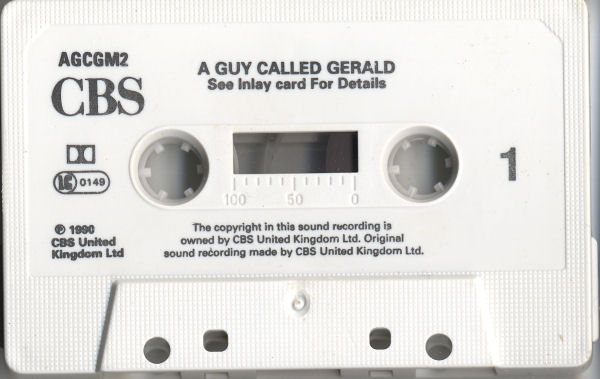 AGCGM2
CBS
A GUY CALLED GERALD
See Inlay card For Details
1
LC 0149
100 50 0
℗ 1990
CBS United
Kingdom Ltd
The copyright in this sound recording is
owned by CBS United Kingdom Ltd. Original
sound recording made by CBS United Kingdom Ltd.